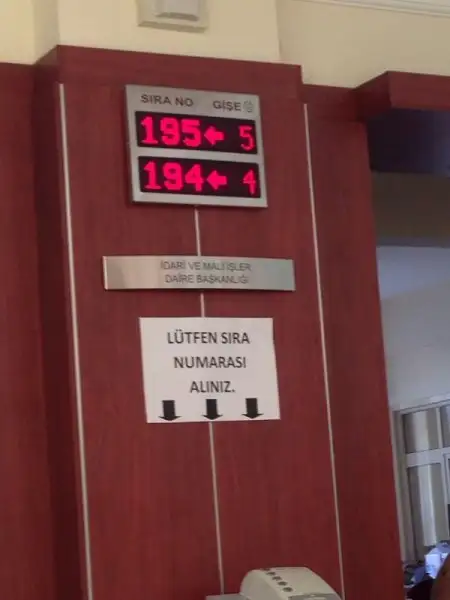 SIRA NO GİŞE
195← 5
194← 4
İDARİ VE MALİ İŞLER
DAİRE BAŞKANLIĞI
LÜTFEN SIRA
NUMARASI
ALINIZ.